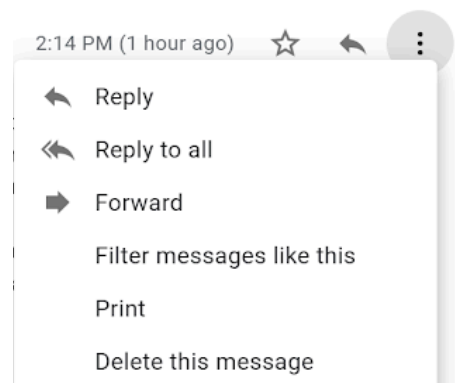 2:14 PM (1 hour ago)
Reply
Reply to all
Forward
Filter messages like this
Print
Delete this message